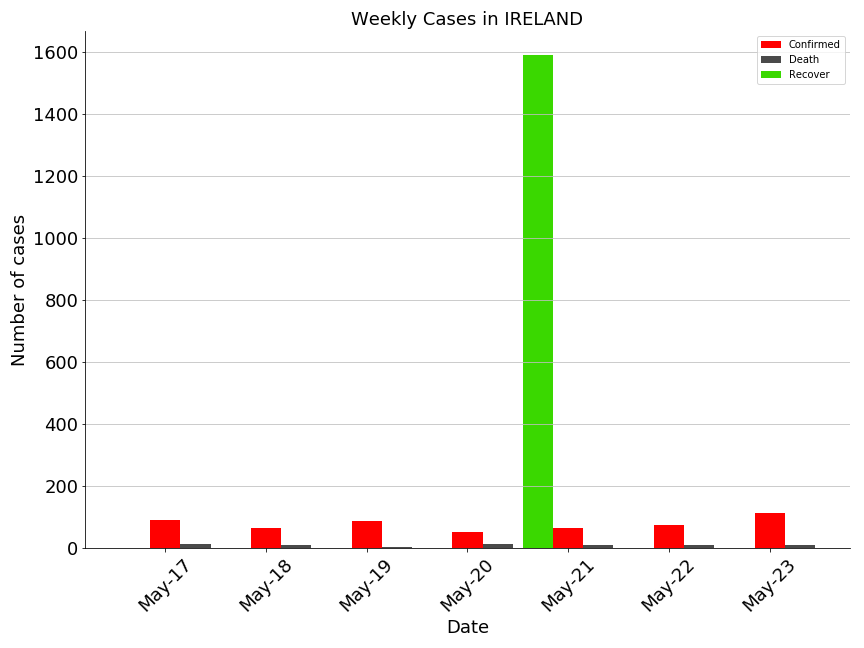 Weekly Cases in IRELAND
Confirmed
Death
Recover
Number of cases
1600
1400
1200
1000
800
600
400
200
0
May-17
May-18
May-19
May-20
May-21
May-22
May-23
Date